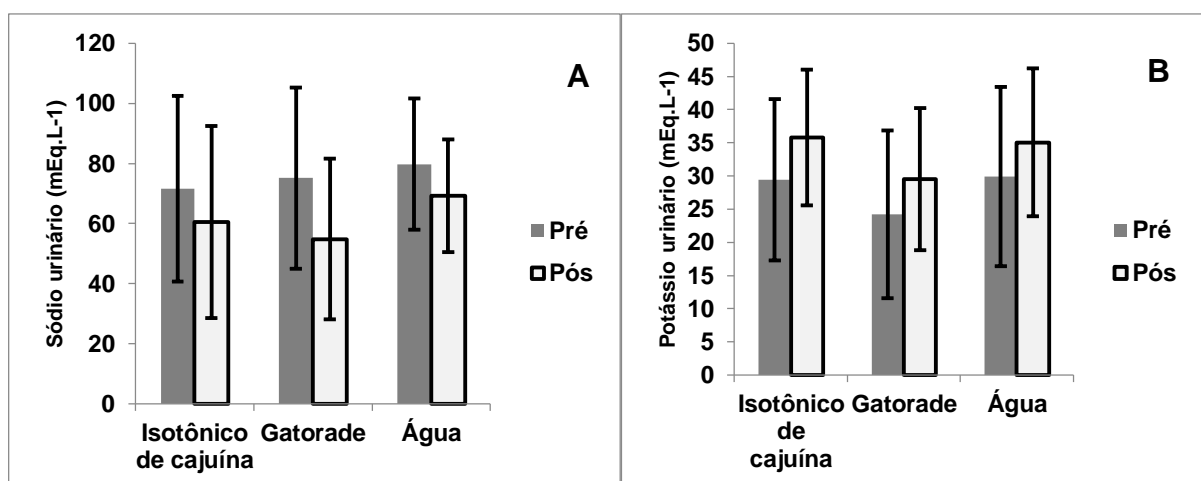 Sódio urinário (mEq.L-1)
120
100
80
60
40
20
0
A
Pré
Pós
Isotônico
de cajuína
Gatorade
Água
Potássio urinário (mEq.L-1)
50
45
40
35
30
25
20
15
10
5
0
B
Pré
Pós
Isotônico
de
cajuína
Gatorade
Água